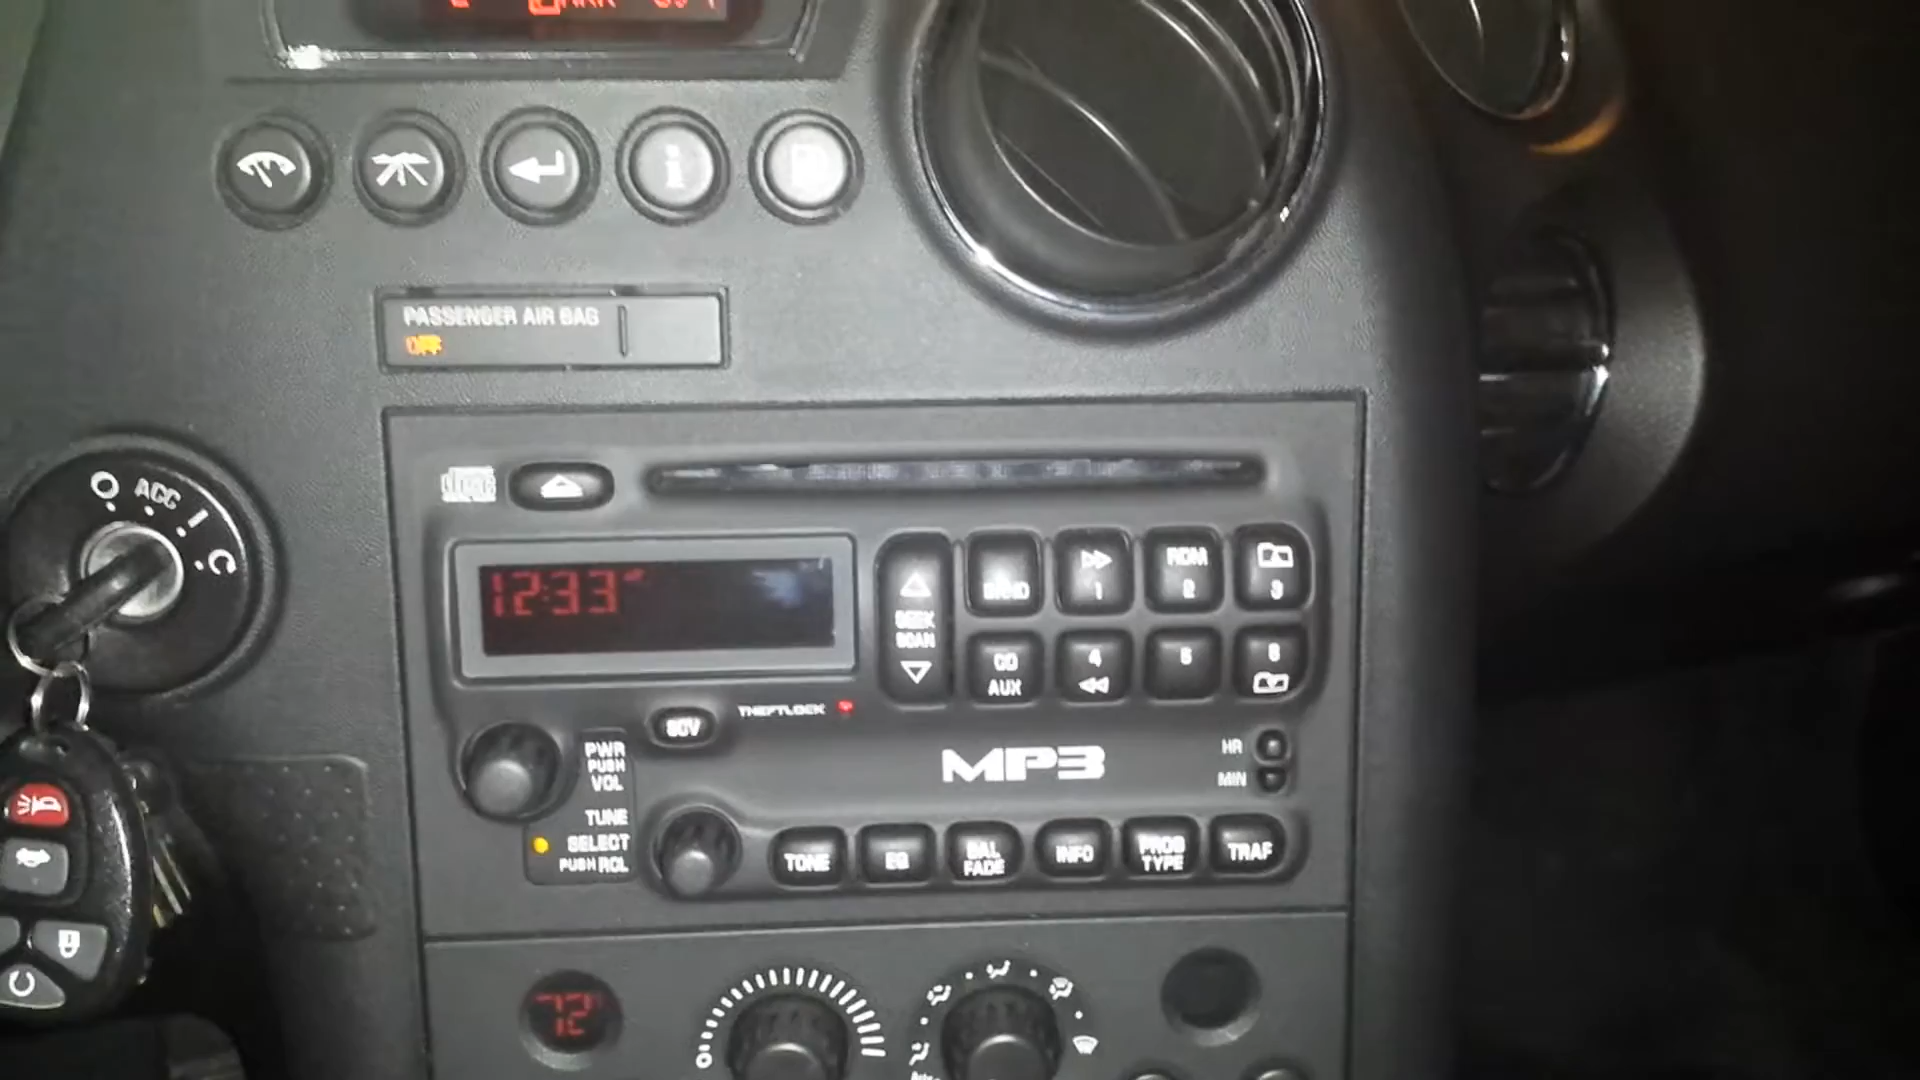 PASSENGER AIR BAG
OFF
ACC
12:33
SEEK
SCAN
BAND
1
RDM
2
3
CD
AUX
4
5
6
SCV
THEFTLOCK
PWR
PUSH
VOL
MP3
HR
MIN
TUNE
SELECT
PUSH RCL
TONE
EQ
BAL
FADE
INFO
PROG
TYPE
TRAF
72°